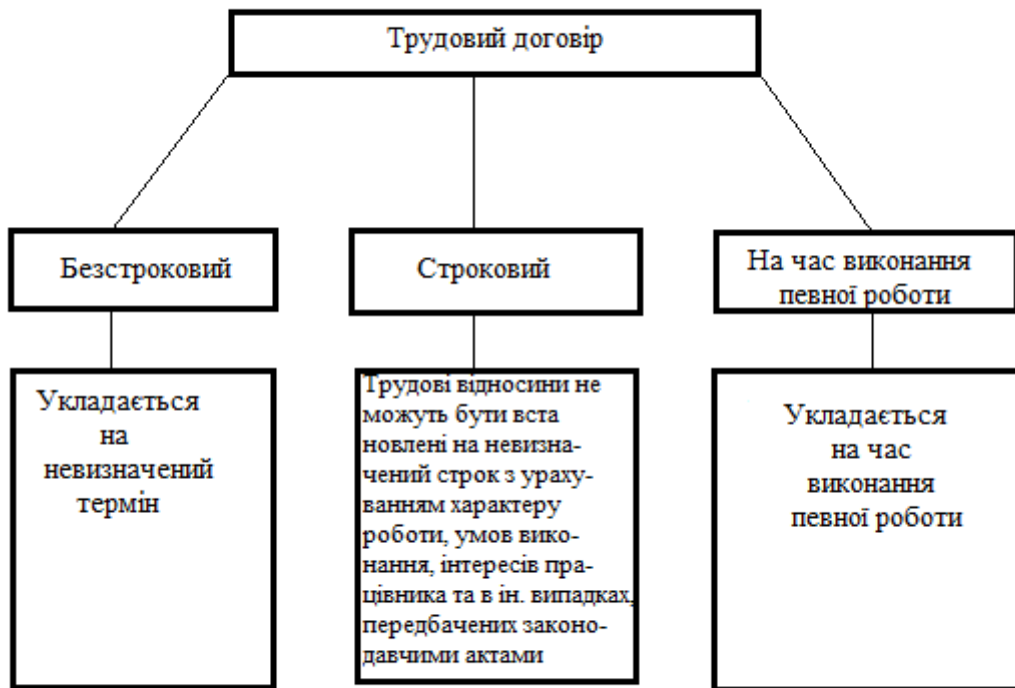 Трудовий договір
Безстроковий
Строковий
На час виконання
певної роботи
Укладається
на
невизначений
термін
Трудові відносини не
можуть бути вста
новлені на невизна-
чений строк з ураху-
ванням характеру
роботи, умов вико-
нання, інтересів пра-
цівника та в ін. випадках,
передбачених законо-
давчими актами
Укладається
на час
виконання
певної роботи